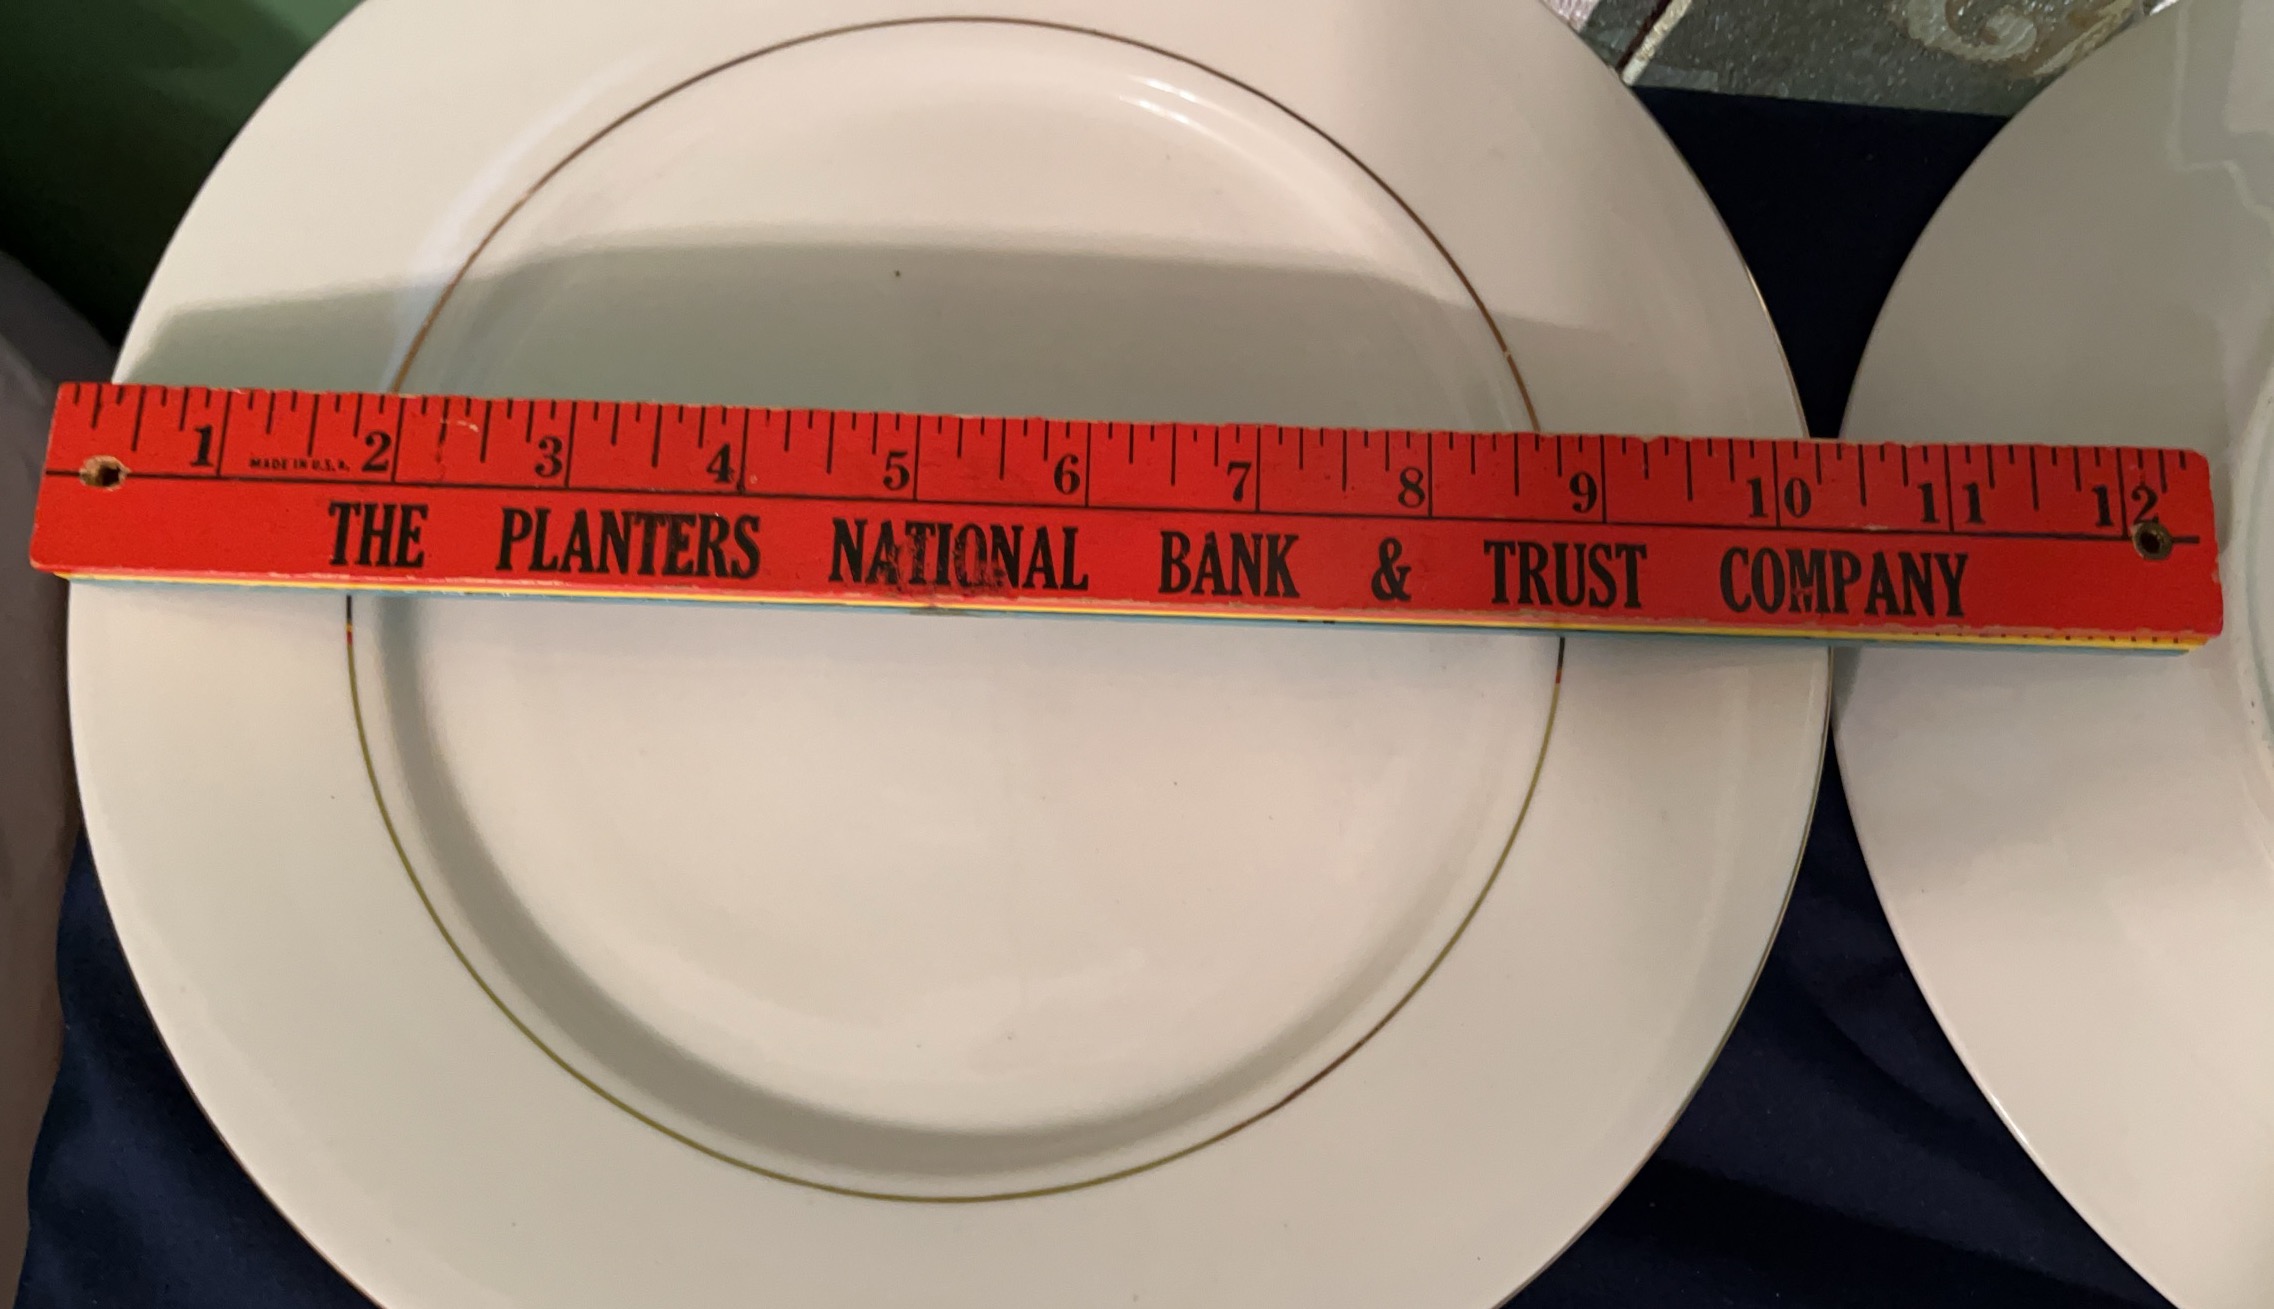 1 2 3 4 5 6 7 8 9 10 11 12
MADE IN U.S.A.
THE PLANTERS NATIONAL BANK & TRUST COMPANY